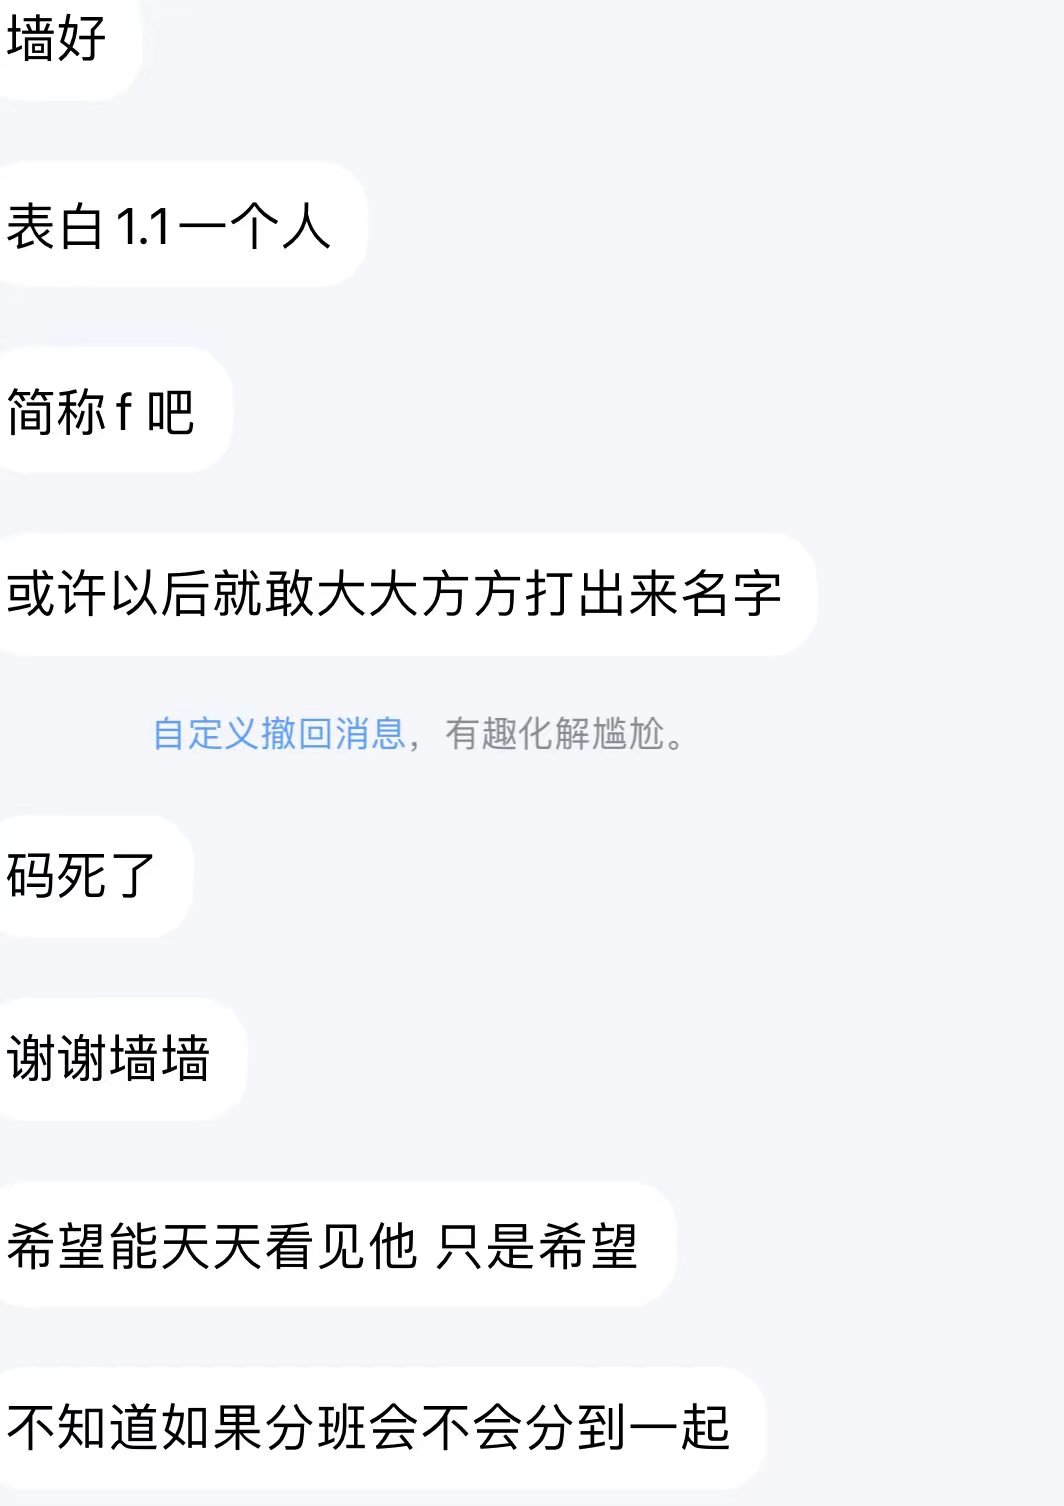 墙好
表白1.1一个人
简称f 吧
或许以后就敢大大方方打出来名字
自定义撤回消息，有趣化解尴尬。
码死了
谢谢墙墙
希望能天天看见他 只是希望
不知道如果分班会不会分到一起